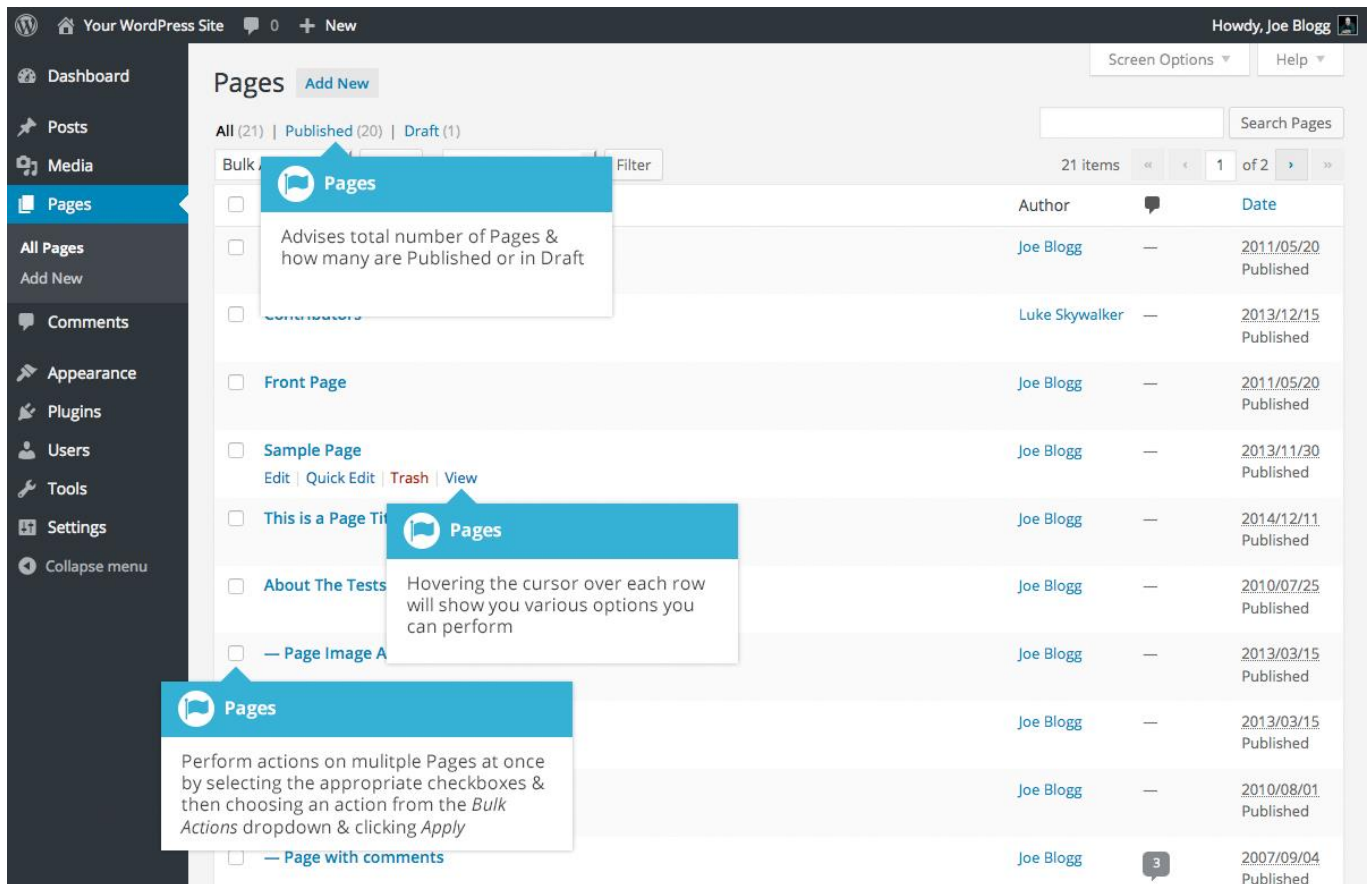 Your WordPress Site 0 + New Howdy, Joe Blogg
Dashboard
Posts
Media
Pages
All Pages
Add New
Comments
Appearance
Plugins
Users
Tools
Settings
Collapse menu
Screen Options Help
Pages Add New
All (21) | Published (20) | Draft (1)
Search Pages
Bulk
Filter
21 items « ‹ 1 of 2 › »
Pages
Advises total number of Pages &
how many are Published or in Draft
Author Date
Joe Blogg — 2011/05/20
Published
Contributors Luke Skywalker — 2013/12/15
Published
Front Page Joe Blogg — 2011/05/20
Published
Sample Page Joe Blogg — 2013/11/30
Edit | Quick Edit | Trash | View Published
This is a Page Joe Blogg — 2014/12/11
Published
Pages
Hovering the cursor over each row
will show you various options you
can perform
About The Tests Joe Blogg — 2010/07/25
Published
— Page Image Joe Blogg — 2013/03/15
Published
Pages
Perform actions on mulitple Pages at once
by selecting the appropriate checkboxes &
then choosing an action from the Bulk
Actions dropdown & clicking Apply
Joe Blogg — 2013/03/15
Published
Joe Blogg — 2010/08/01
Published
— Page with comments Joe Blogg 3 2007/09/04
Published